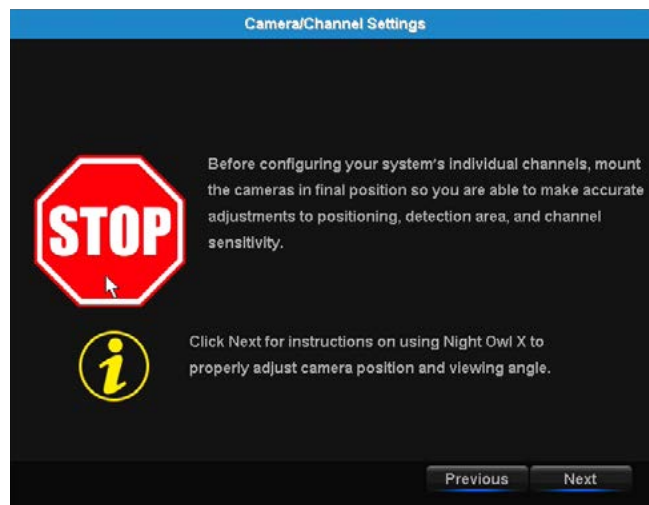 Camera/Channel Settings
Before configuring your system's individual channels, mount
the cameras in final position so you are able to make accurate
adjustments to positioning, detection area, and channel
sensitivity.
STOP
Click Next for instructions on using Night Owl X to
properly adjust camera position and viewing angle.
i
Previous Next